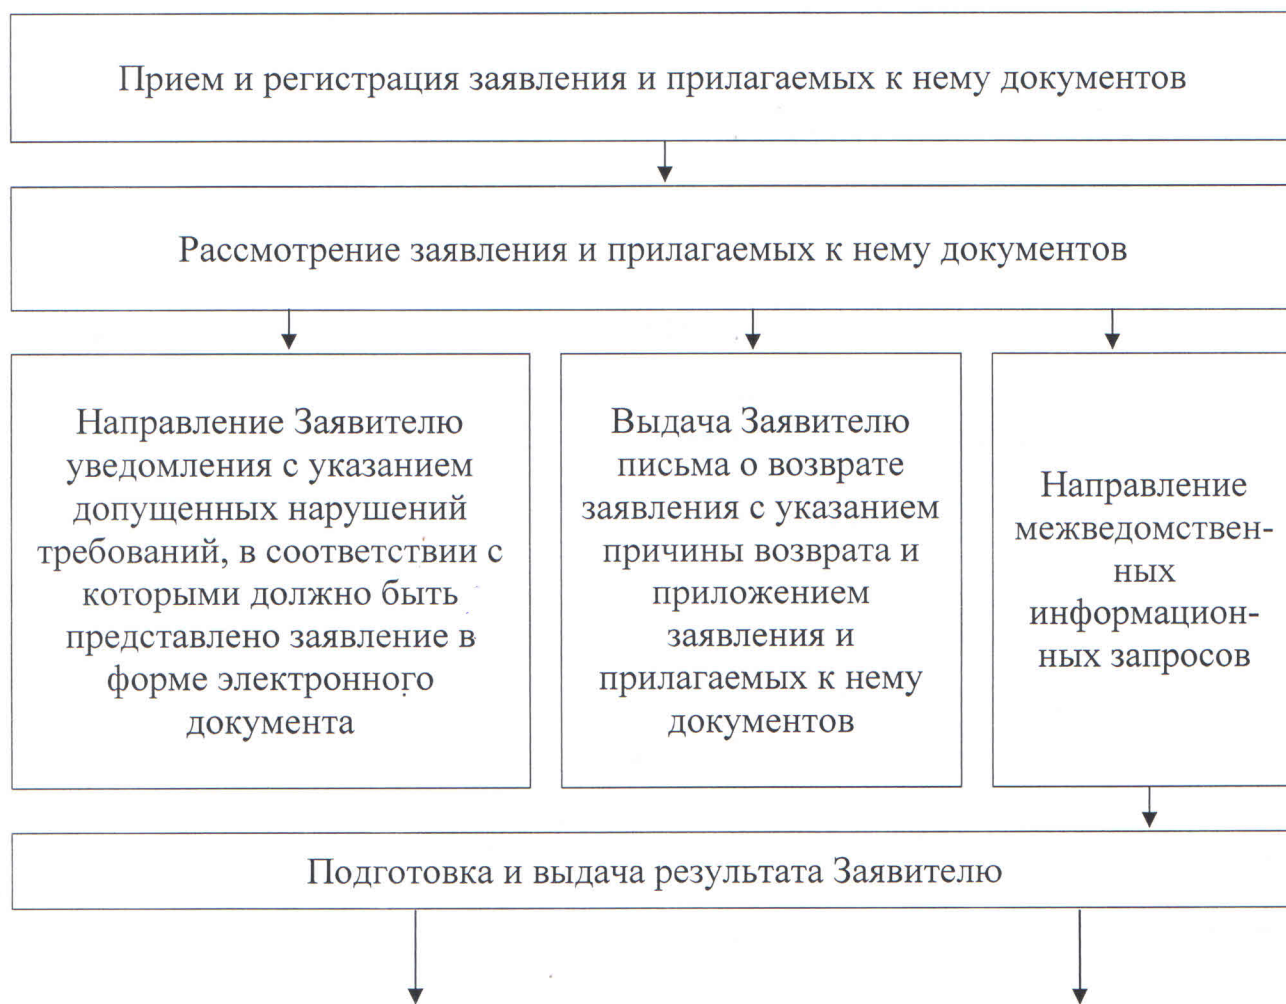 Прием и регистрация заявления и прилагаемых к нему документов
Рассмотрение заявления и прилагаемых к нему документов
Направление Заявителю
уведомления с указанием
допущенных нарушений
требований, в соответствии с
которыми должно быть
представлено заявление в
форме электронного
документа
Выдача Заявителю
письма о возврате
заявления с указанием
причины возврата и
приложением
заявления и
прилагаемых к нему
документов
Направление
межведомствен-
ных
информацион-
ных запросов
Подготовка и выдача результата Заявителю